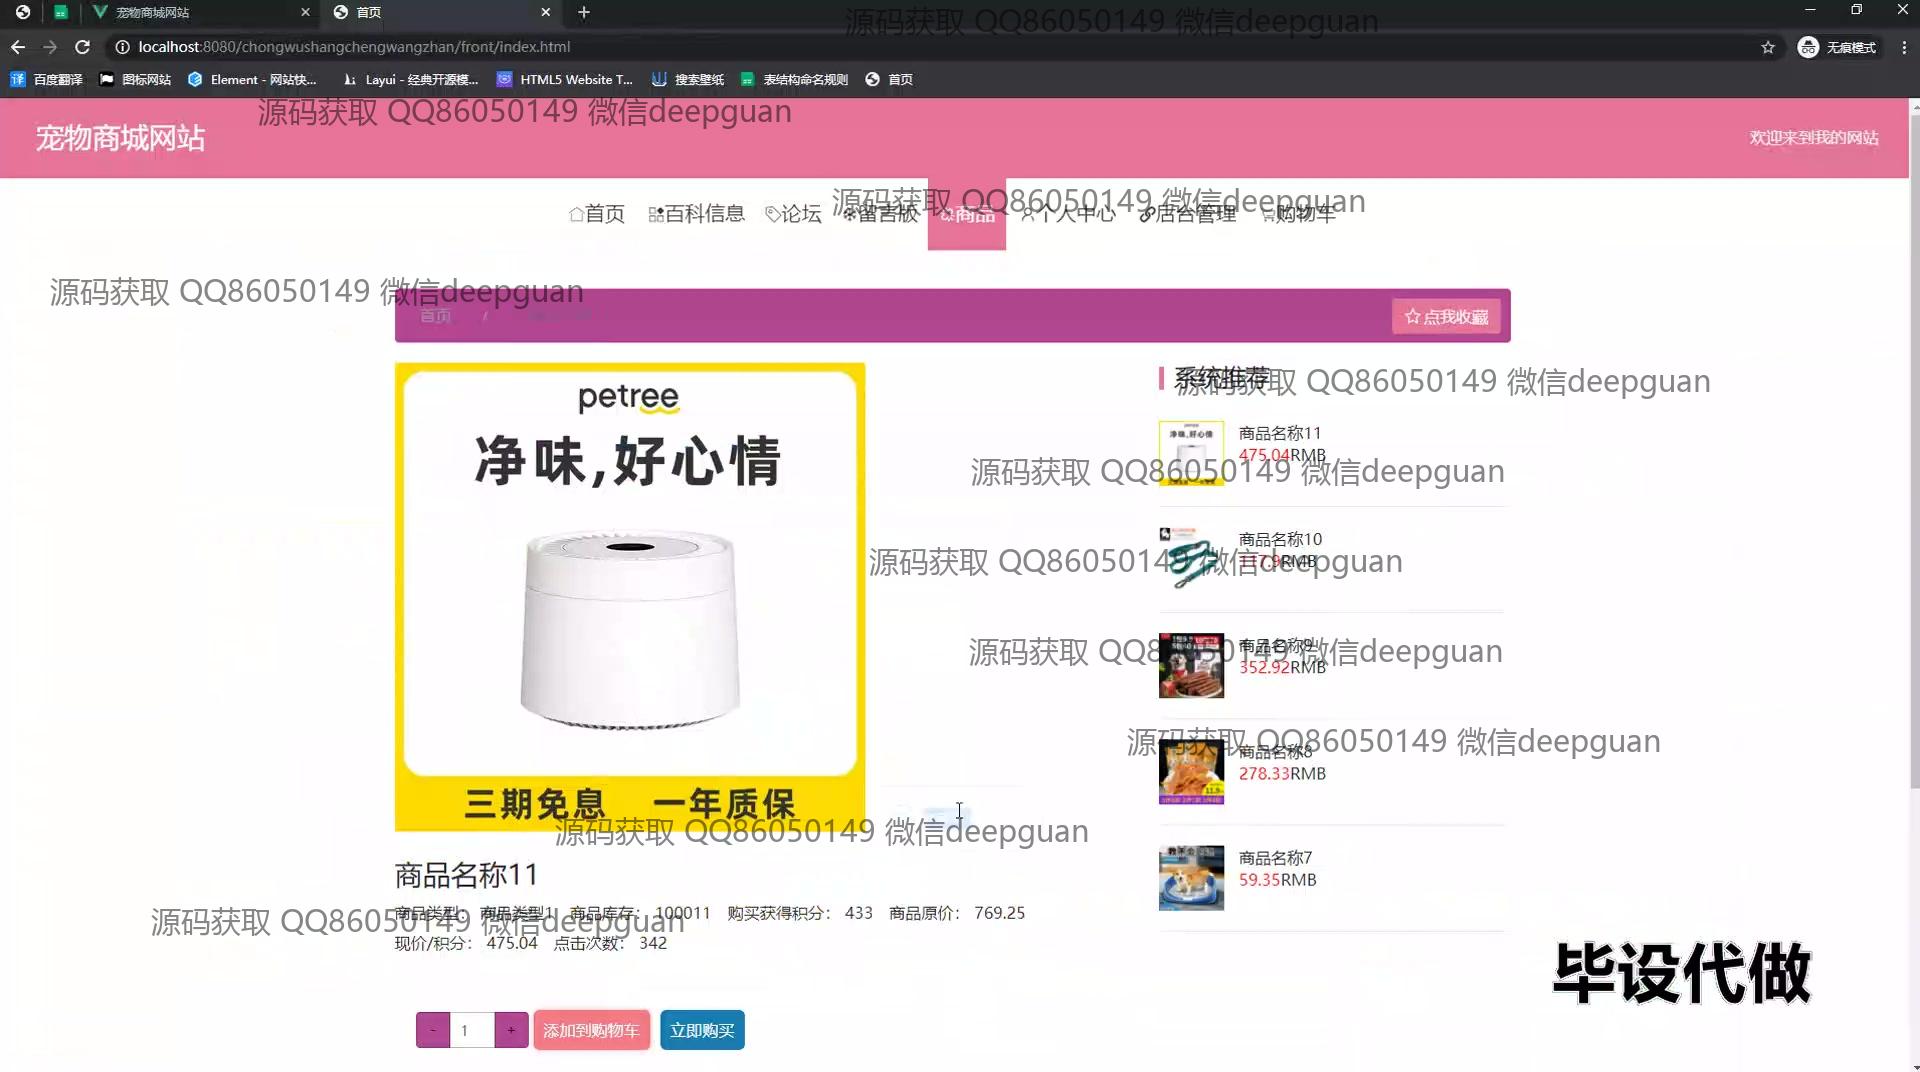 宠物商城网站
首页
源码获取 QQ86050149 微信deepguan
localhost:8080/chongwushangchengwangzhan/front/index.html
无痕模式
百度翻译
图标网站
Element - 网站快...
Layui - 经典开源模...
HTML5 Website T...
搜索壁纸
表结构命名规则
首页
源码获取 QQ86050149 微信deepguan
宠物商城网站
欢迎来到我的网站
源码获取 QQ86050149 微信deepguan
首页
百科信息
论坛
留言版
商品
个人中心
后台管理
购物车
源码获取 QQ86050149 微信deepguan
首页 /
点我收藏
petree
净味,好心情
三期免息 一年质保
系统推荐
源码获取 QQ86050149 微信deepguan
商品名称11
475.04RMB
源码获取 QQ86050149 微信deepguan
商品名称10
117.9RMB
源码获取 QQ86050149 微信deepguan
商品名称9
352.92RMB
源码获取 QQ86050149 微信deepguan
商品名称8
278.33RMB
源码获取 QQ86050149 微信deepguan
商品名称7
59.35RMB
源码获取 QQ86050149 微信deepguan
商品名称11
商品类型: 商品类型1 商品库存: 100011 购买获得积分: 433 商品原价: 769.25
源码获取 QQ86050149 微信deepguan
现价/积分: 475.04 点击次数: 342
毕设代做
- 1 + 添加到购物车 立即购买